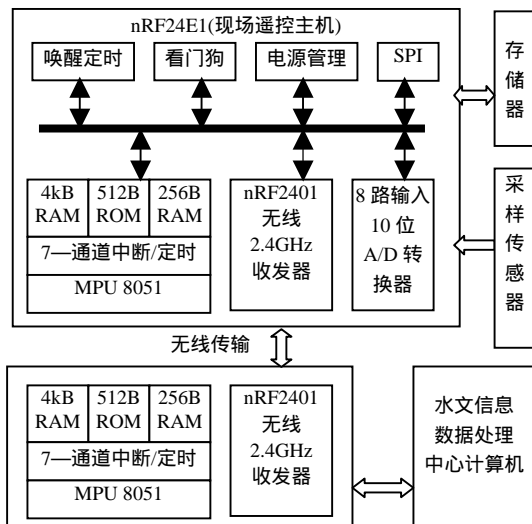 nRF24E1(现场遥控主机)
唤醒定时
看门狗
电源管理
SPI
存
储
器
4kB
RAM
512B
ROM
256B
RAM
7—通道中断/定时
MPU 8051
nRF2401
无线
2.4GHz
收发器
8 路输入
10 位
A/D 转
换器
采
样
传
感
器
无线传输
4kB
RAM
512B
ROM
256B
RAM
7—通道中断/定时
MPU 8051
nRF2401
无线
2.4GHz
收发器
水文信息
数据处理
中心计算机